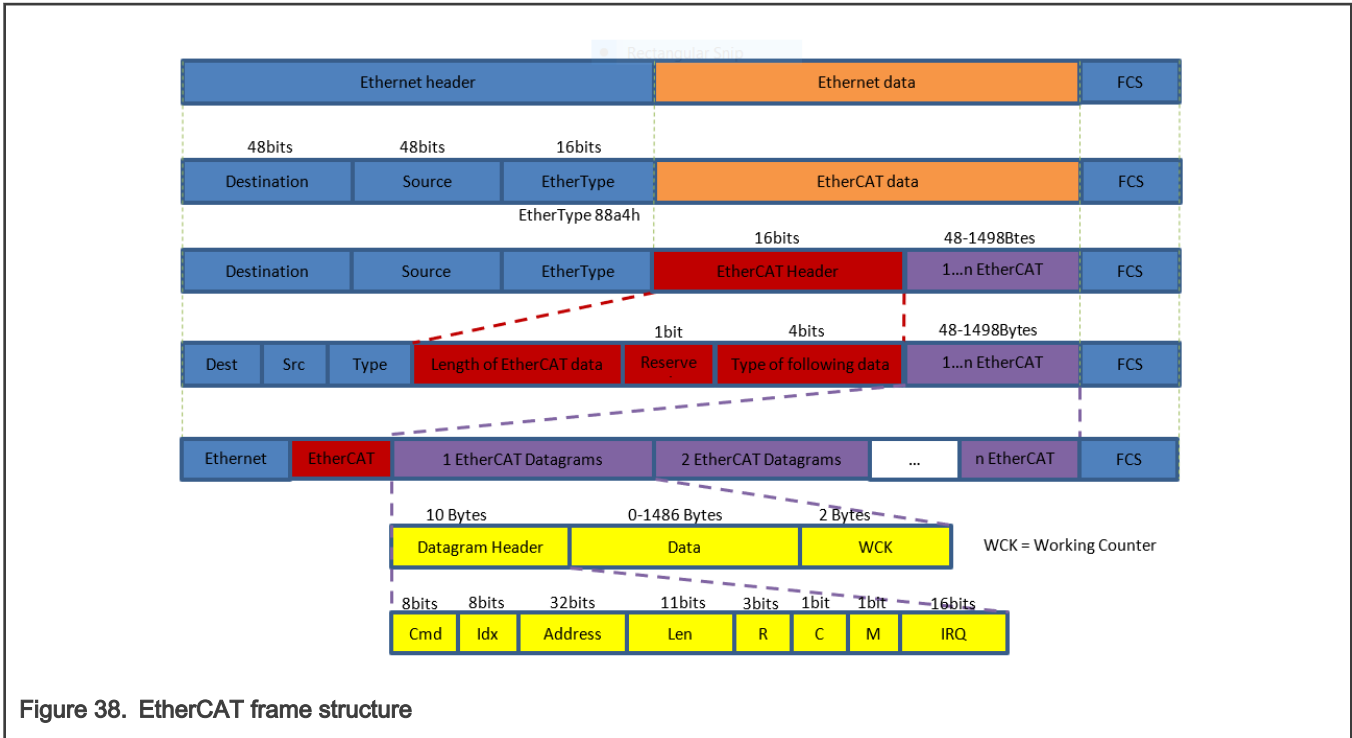 Rectangular Snip
Ethernet header Ethernet data FCS
48bits 48bits 16bits
Destination Source EtherType EtherCAT data FCS
EtherType 88a4h
16bits 48-1498Btes
Destination Source EtherType EtherCAT Header 1...n EtherCAT FCS
1bit 4bits 48-1498Bytes
Dest Src Type Length of EtherCAT data Reserve Type of following data 1...n EtherCAT FCS
Ethernet EtherCAT 1 EtherCAT Datagrams 2 EtherCAT Datagrams ... n EtherCAT FCS
10 Bytes 0-1486 Bytes 2 Bytes
Datagram Header Data WCK WCK = Working Counter
8bits 8bits 32bits 11bits 3bits 1bit 1bit 16bits
Cmd Idx Address Len R C M IRQ
Figure 38. EtherCAT frame structure